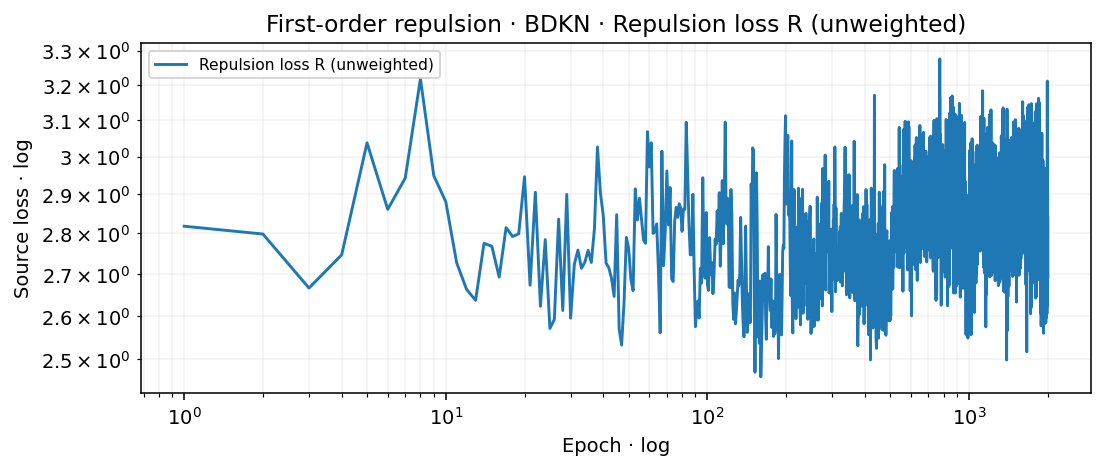 First-order repulsion · BDKN · Repulsion loss R (unweighted)
Repulsion loss R (unweighted)
Source loss · log
3.3 × 10⁰
3.2 × 10⁰
3.1 × 10⁰
3 × 10⁰
2.9 × 10⁰
2.8 × 10⁰
2.7 × 10⁰
2.6 × 10⁰
2.5 × 10⁰
10⁰ 10¹ 10² 10³
Epoch · log